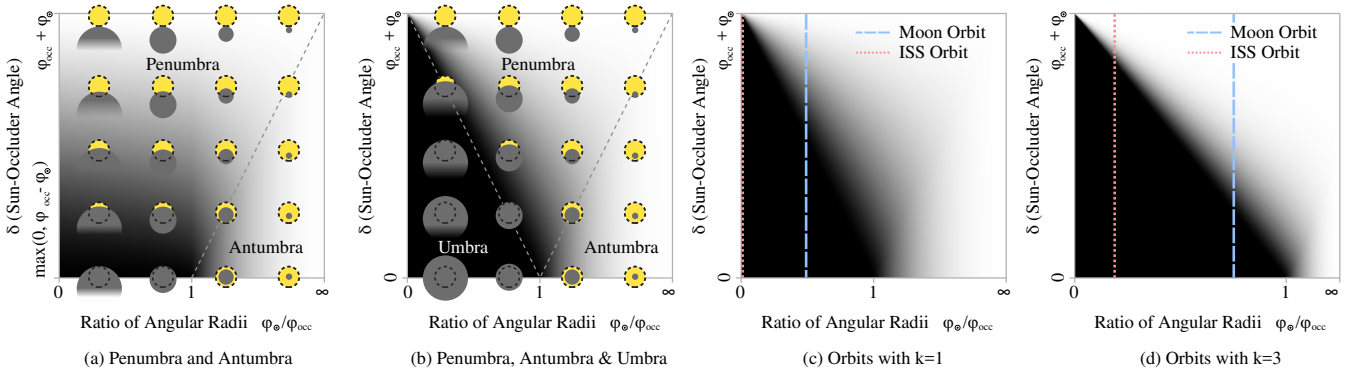 δ ( Sun-Occluder Angle)
φocc + φ⊙
max(0, φocc - φ⊙)
Penumbra
Antumbra
0
1
∞
Ratio of Angular Radii φ⊙/φocc
(a) Penumbra and Antumbra
δ ( Sun-Occluder Angle)
φocc + φ⊙
0
Penumbra
Umbra
Antumbra
0
1
∞
Ratio of Angular Radii φ⊙/φocc
(b) Penumbra, Antumbra & Umbra
δ ( Sun-Occluder Angle)
φocc + φ⊙
0
Moon Orbit
ISS Orbit
0
1
∞
Ratio of Angular Radii φ⊙/φocc
(c) Orbits with k=1
δ ( Sun-Occluder Angle)
φocc + φ⊙
0
Moon Orbit
ISS Orbit
0
1
∞
Ratio of Angular Radii φ⊙/φocc
(d) Orbits with k=3